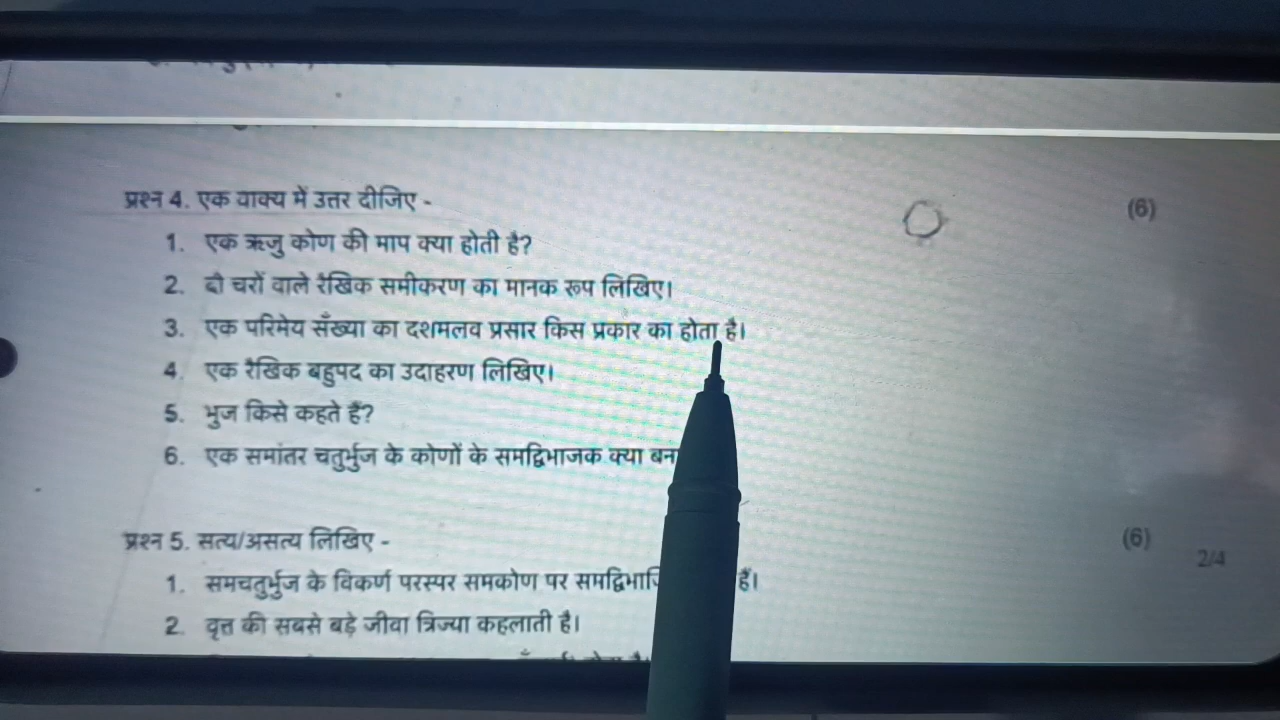 प्रश्न 4. एक वाक्य में उत्तर दीजिए - (6)
1. एक ऋजु कोण की माप क्या होती है?
2. दो चरों वाले रैखिक समीकरण का मानक रूप लिखिए।
3. एक परिमेय सँख्या का दशमलव प्रसार किस प्रकार का होता है।
4. एक रैखिक बहुपद का उदाहरण लिखिए।
5. भुज किसे कहते हैं?
6. एक समांतर चतुर्भुज के कोणों के समद्विभाजक क्या
प्रश्न 5. सत्य/असत्य लिखिए - (6)
2/4
1. समचतुर्भुज के विकर्ण परस्पर समकोण पर हैं।
2. वृत्त की सबसे बड़े जीवा त्रिज्या कहलाती है।